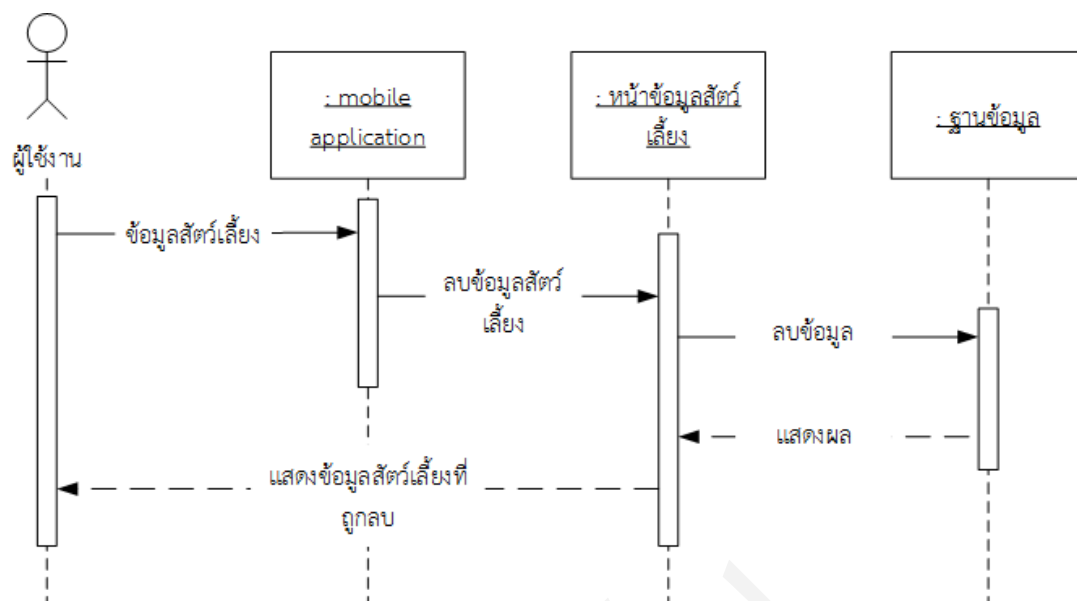 : mobile
application
: หน้าข้อมูลสัตว์
เลี้ยง
: ฐานข้อมูล
ผู้ใช้งาน
ข้อมูลสัตว์เลี้ยง
ลบข้อมูลสัตว์
เลี้ยง
ลบข้อมูล
แสดงผล
แสดงข้อมูลสัตว์เลี้ยงที่
ถูกลบ